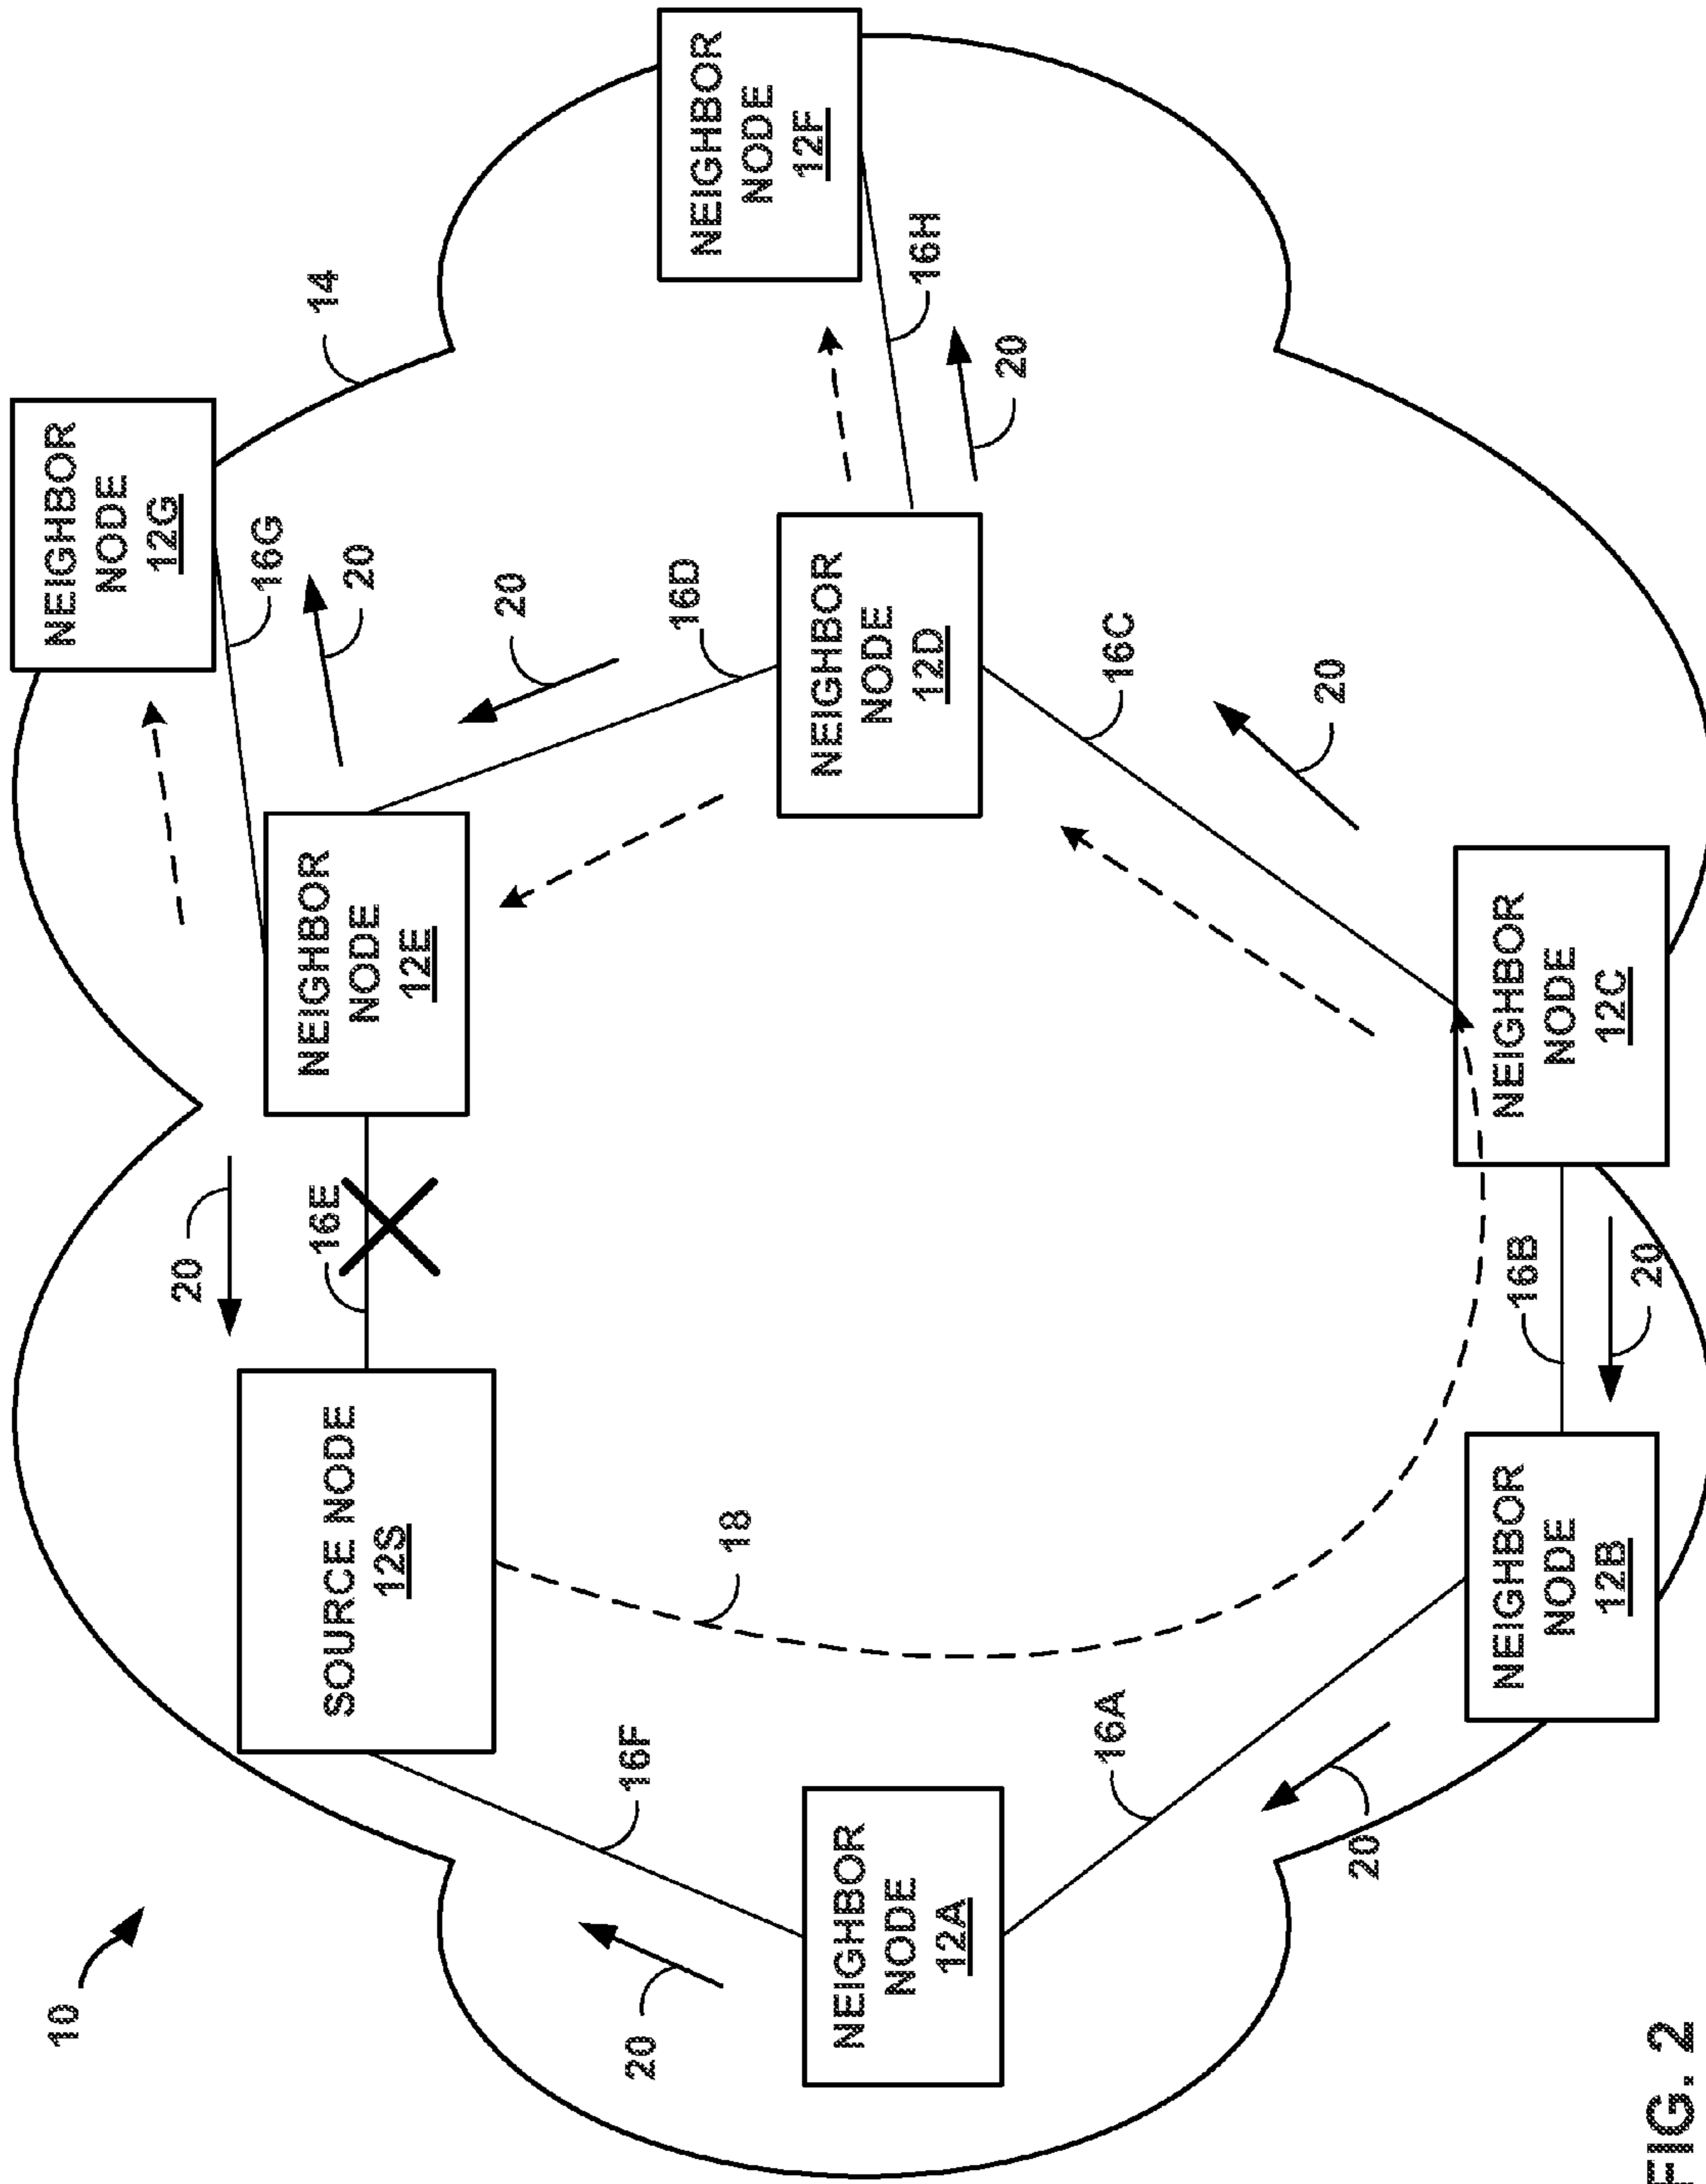 10
SOURCE NODE
12S
20
16E
NEIGHBOR
NODE
12E
NEIGHBOR
NODE
12G
16G
20
14
20
16D
NEIGHBOR
NODE
12F
16H
20
NEIGHBOR
NODE
12D
16C
20
18
16F
20
NEIGHBOR
NODE
12A
16A
20
NEIGHBOR
NODE
12B
16B
20
NEIGHBOR
NODE
12C
FIG. 2